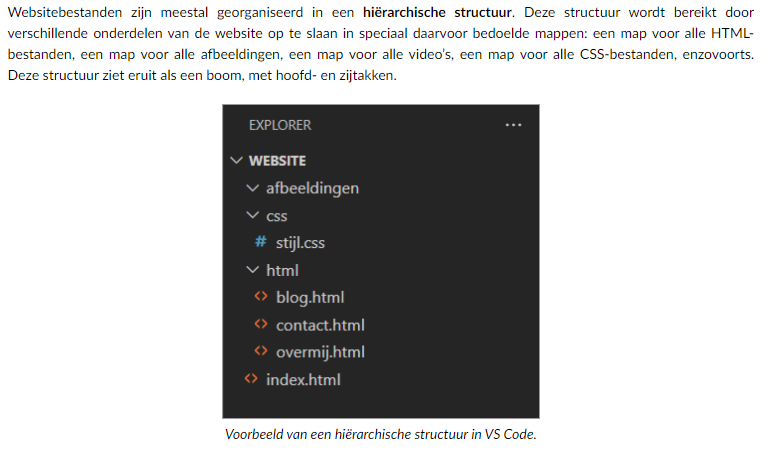 Websitebestanden zijn meestal georganiseerd in een hiërarchische structuur. Deze structuur wordt bereikt door
verschillende onderdelen van de website op te slaan in speciaal daarvoor bedoelde mappen: een map voor alle HTML-
bestanden, een map voor alle afbeeldingen, een map voor alle video’s, een map voor alle CSS-bestanden, enzovoorts.
Deze structuur ziet eruit als een boom, met hoofd- en zijtakken.
EXPLORER ...
WEBSITE
afbeeldingen
css
# stijl.css
html
<> blog.html
<> contact.html
<> overmij.html
<> index.html
Voorbeeld van een hiërarchische structuur in VS Code.